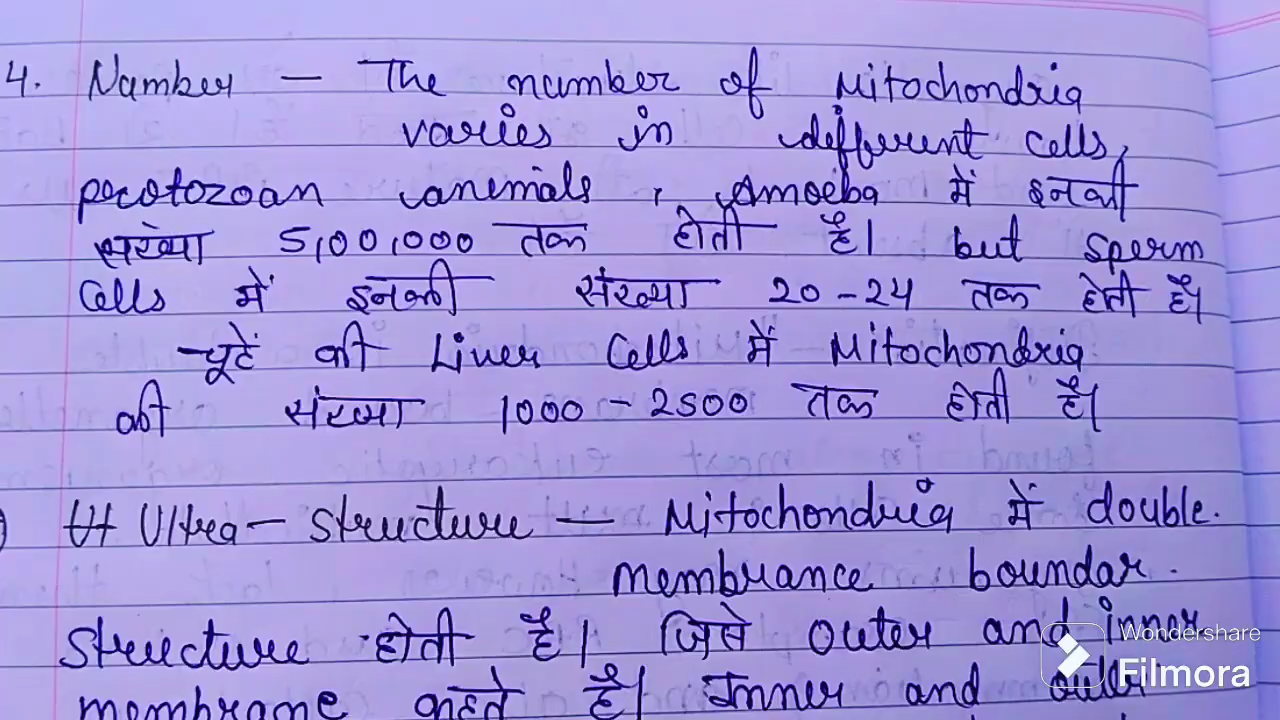 4. Number — The number of Mitochondria
varies in different cells,
protozoan animals, Amoeba में इनकी
संख्या 5,00,000 तक होती है। but sperm
Cells में इनकी संख्या 20-24 तक होती है।
चूहे की Liver Cells में Mitochondria
की संख्या 1000-2500 तक होती है।
Ultra-structure — Mitochondria में double.
membrance boundar.
structure होती है। जिसे outer and inner
membrane कहते है। Inner and outer
Wondershare
Filmora